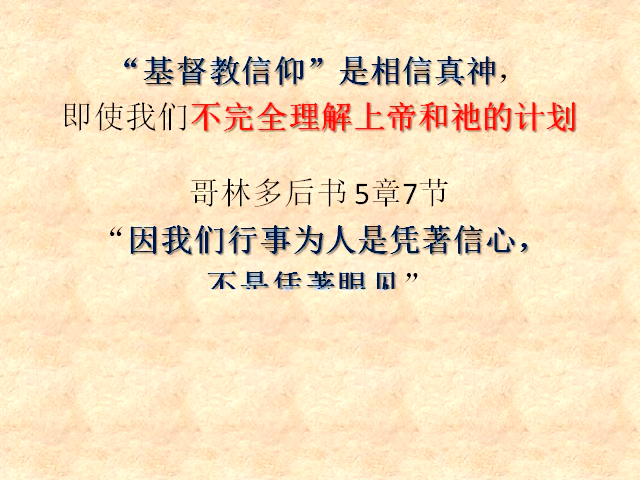 “基督教信仰”是相信真神，
即使我们不完全理解上帝和祂的计划
哥林多后书 5章7节
“因我们行事为人是凭著信心，
不是凭著眼见”